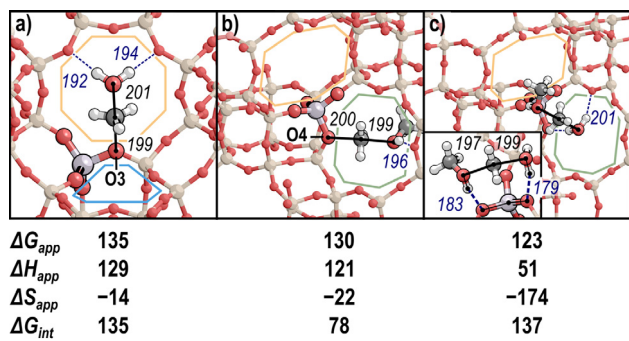 a)
b)
c)
192
194
201
199
O3
200
199
O4
196
201
197
199
183
179
ΔGapp 135 130 123
ΔHapp 129 121 51
ΔSapp −14 −22 −174
ΔGint 135 78 137